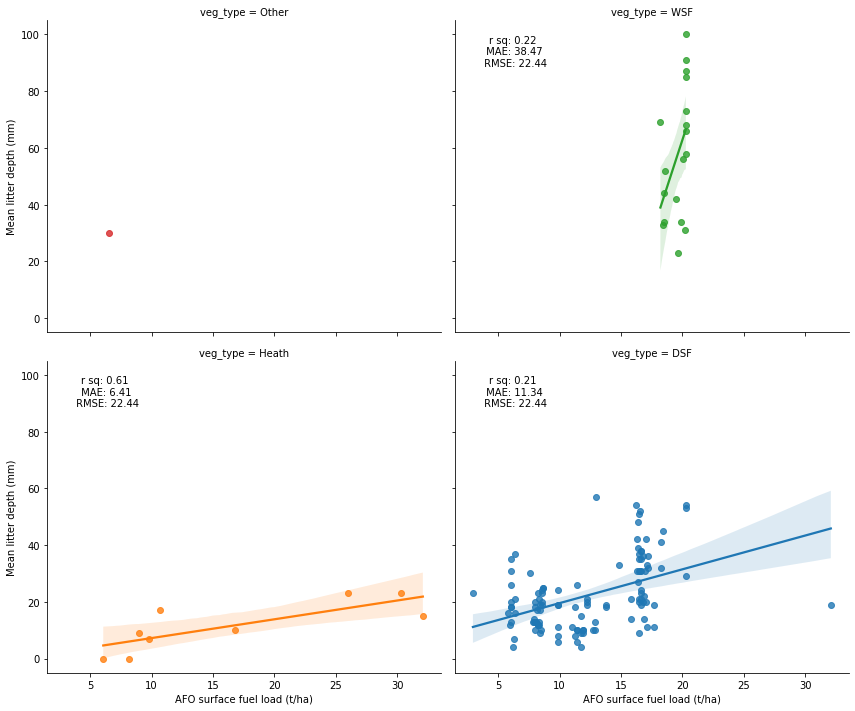 veg_type = Other
100
80
60
40
20
0
Mean litter depth (mm)
veg_type = WSF
r sq: 0.22
MAE: 38.47
RMSE: 22.44
veg_type = Heath
r sq: 0.61
MAE: 6.41
RMSE: 22.44
100
80
60
40
20
0
Mean litter depth (mm)
5 10 15 20 25 30
AFO surface fuel load (t/ha)
veg_type = DSF
r sq: 0.21
MAE: 11.34
RMSE: 22.44
5 10 15 20 25 30
AFO surface fuel load (t/ha)